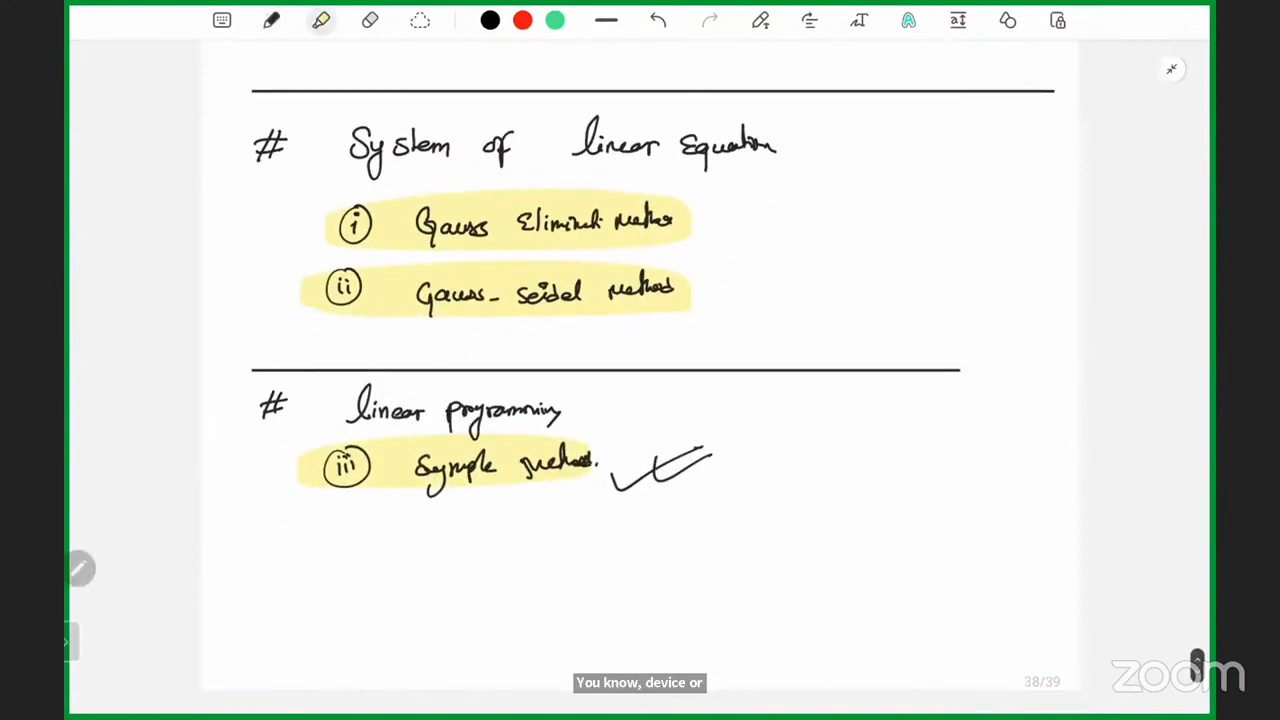 # System of linear Equation
i Gauss Eliminati method
ii Gauss - Seidel method
# linear programming
iii Symple method.
You know, device or
38/39
zoom